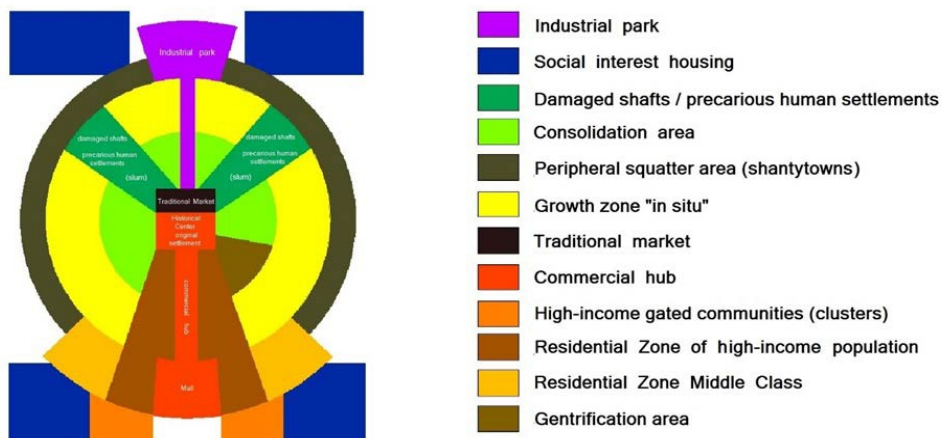 Industrial park
damaged shafts
precarious human
settlements
(slum)
damaged shafts
precarious human
settlements
(slum)
Traditional Market
Historical
Center
original
settlement
commercial hub
Mall
Industrial park
Social interest housing
Damaged shafts / precarious human settlements
Consolidation area
Peripheral squatter area (shantytowns)
Growth zone "in situ"
Traditional market
Commercial hub
High-income gated communities (clusters)
Residential Zone of high-income population
Residential Zone Middle Class
Gentrification area